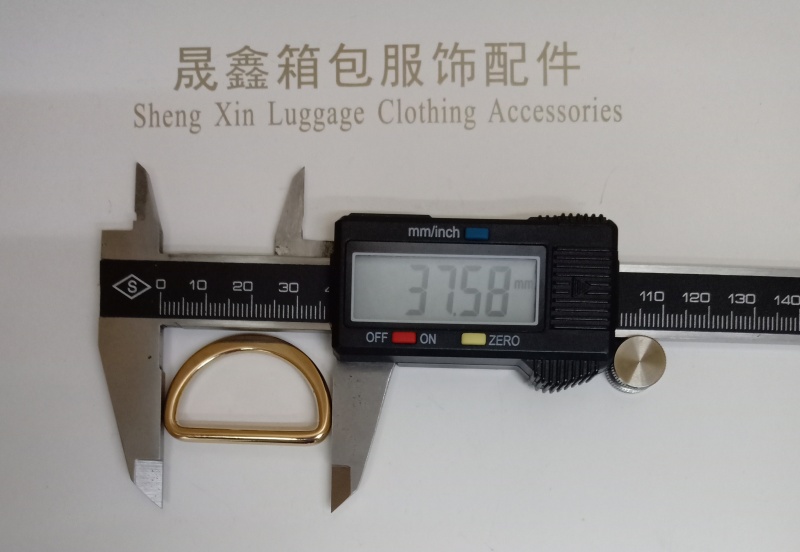 晟鑫箱包服饰配件
Sheng Xin Luggage Clothing Accessories
mm/inch
37.58 mm
S
0 10 20 30
110 120 130 140
OFF ON ZERO